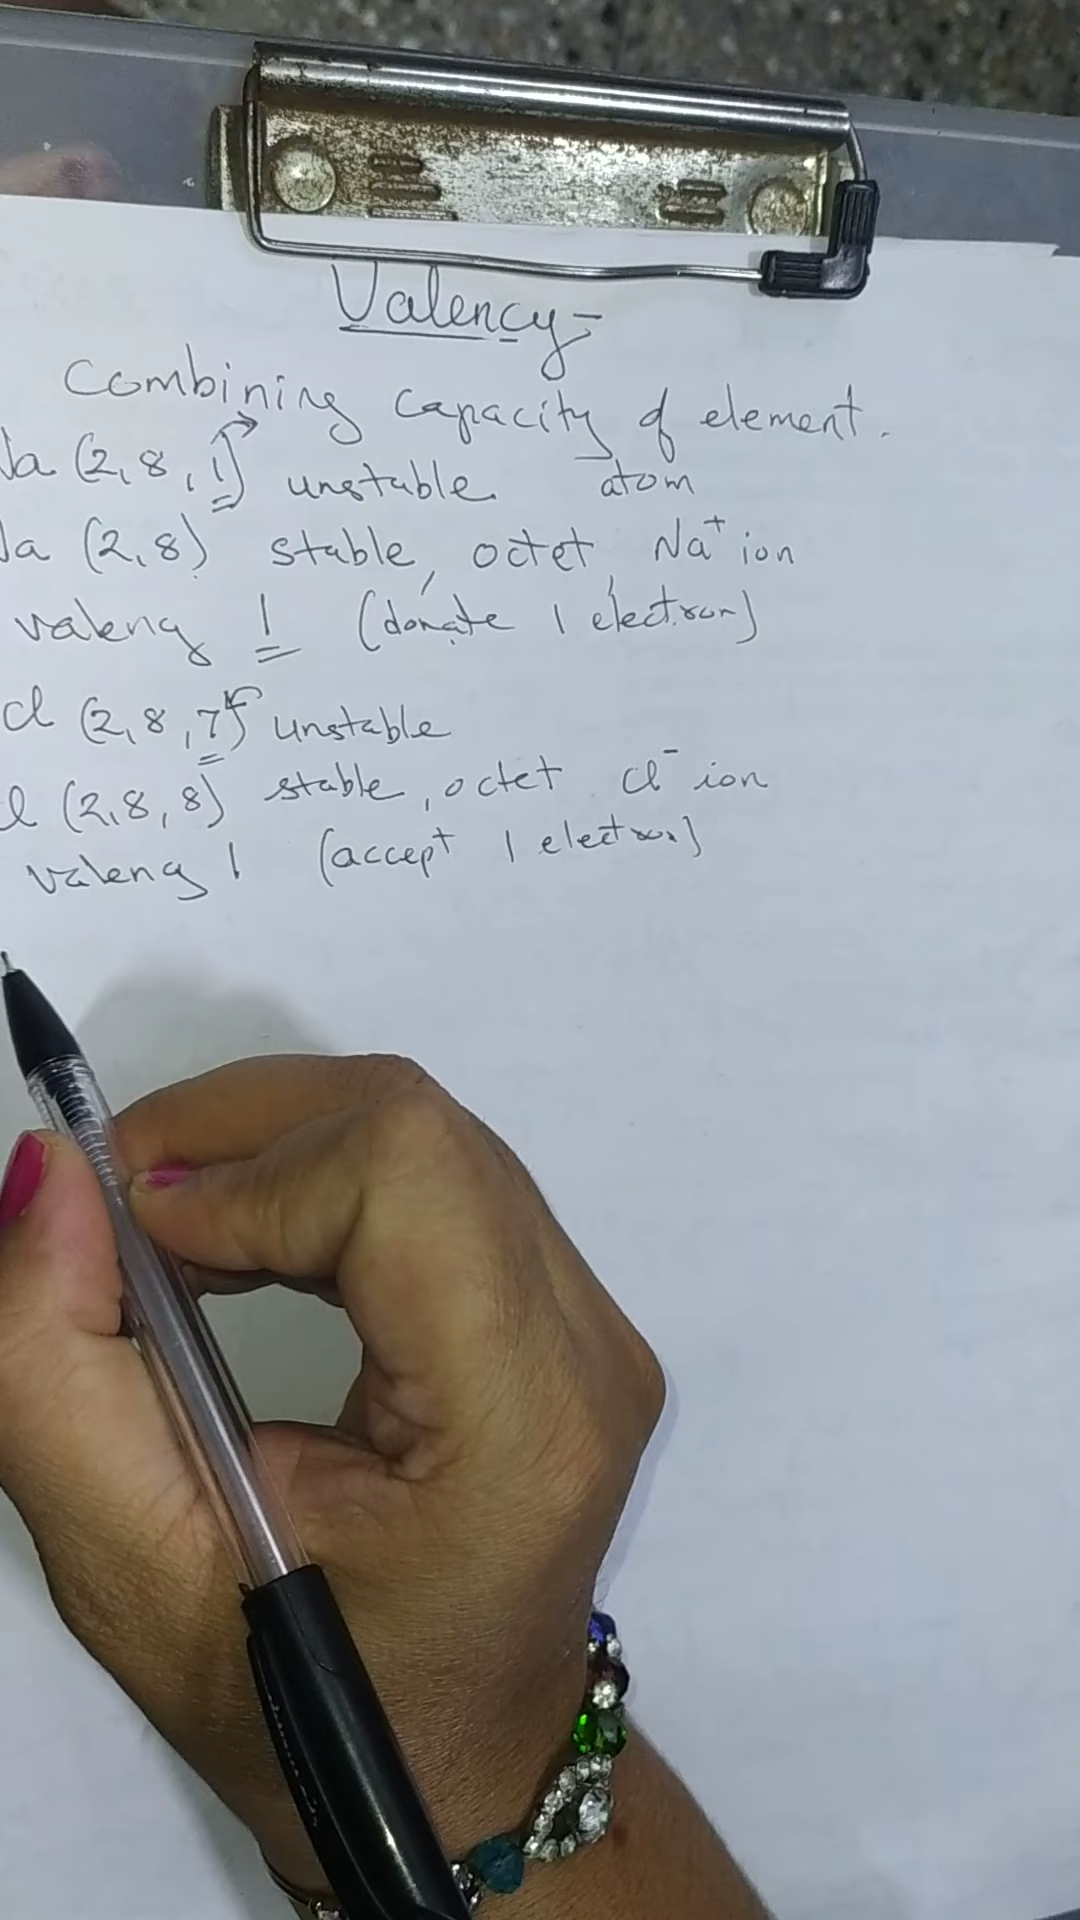 Valency-
Combining capacity of element.
Na (2, 8, 1) unstable atom
Na (2, 8) stable, octet, Na⁺ ion
valency 1 (donate 1 electron)
Cl (2, 8, 7) unstable
Cl (2, 8, 8) stable, octet Cl⁻ ion
valency 1 (accept 1 electron)